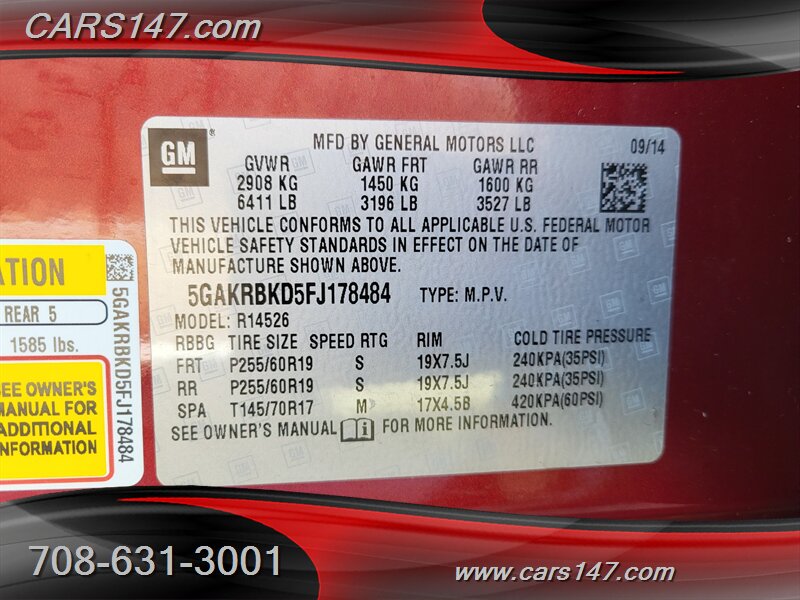 CARS147.com
GM
®
MFD BY GENERAL MOTORS LLC 09/14
GVWR GAWR FRT GAWR RR
2908 KG 1450 KG 1600 KG
6411 LB 3196 LB 3527 LB
THIS VEHICLE CONFORMS TO ALL APPLICABLE U.S. FEDERAL MOTOR
VEHICLE SAFETY STANDARDS IN EFFECT ON THE DATE OF
MANUFACTURE SHOWN ABOVE.
5GAKRBKD5FJ178484 TYPE: M.P.V.
MODEL: R14526
RBBG TIRE SIZE SPEED RTG RIM COLD TIRE PRESSURE
FRT P255/60R19 S 19X7.5J 240KPA(35PSI)
RR P255/60R19 S 19X7.5J 240KPA(35PSI)
SPA T145/70R17 M 17X4.5B 420KPA(60PSI)
SEE OWNER'S MANUAL FOR MORE INFORMATION.
REAR 5
1585 lbs.
SEE OWNER'S
MANUAL FOR
ADDITIONAL
INFORMATION
5GAKRBKD5FJ178484
708-631-3001
www.cars147.com